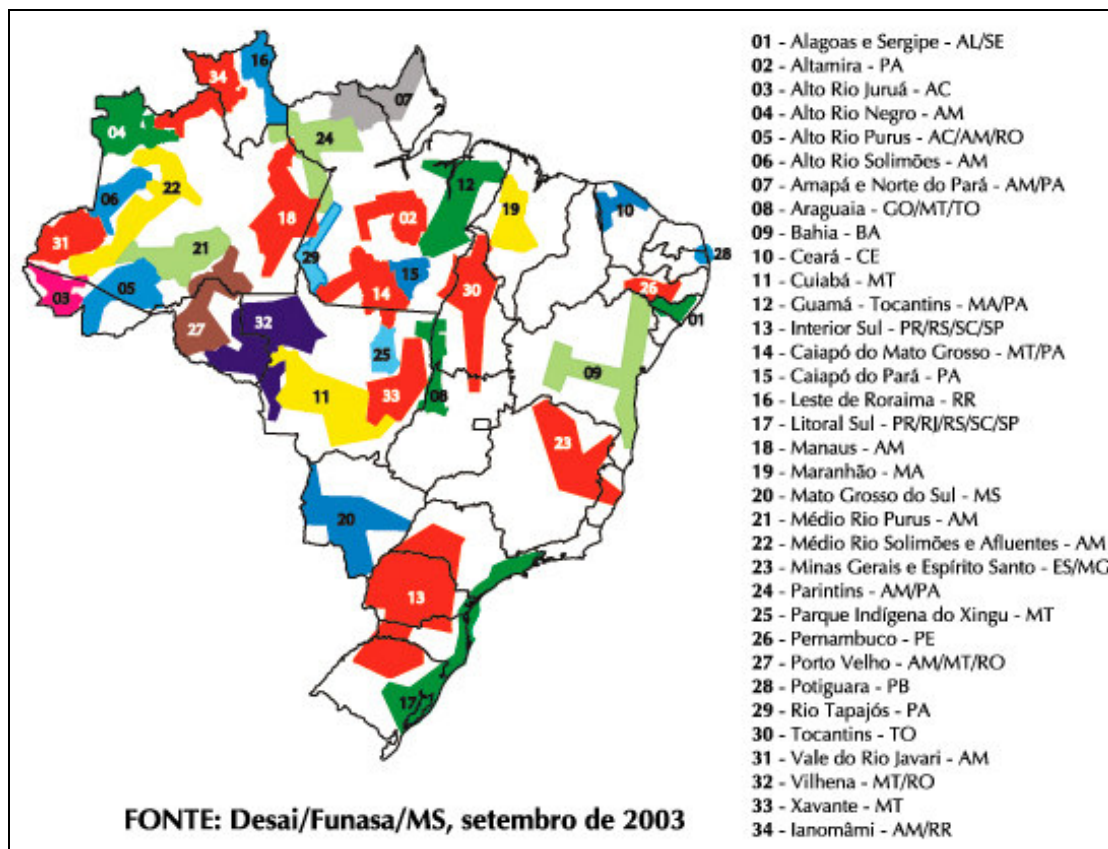 01 - Alagoas e Sergipe - AL/SE
02 - Altamira - PA
03 - Alto Rio Juruá - AC
04 - Alto Rio Negro - AM
05 - Alto Rio Purus - AC/AM/RO
06 - Alto Rio Solimões - AM
07 - Amapá e Norte do Pará - AM/PA
08 - Araguaia - GO/MT/TO
09 - Bahia - BA
10 - Ceará - CE
11 - Cuiabá - MT
12 - Guamá - Tocantins - MA/PA
13 - Interior Sul - PR/RS/SC/SP
14 - Caiapó do Mato Grosso - MT/PA
15 - Caiapó do Pará - PA
16 - Leste de Roraima - RR
17 - Litoral Sul - PR/RJ/RS/SC/SP
18 - Manaus - AM
19 - Maranhão - MA
20 - Mato Grosso do Sul - MS
21 - Médio Rio Purus - AM
22 - Médio Rio Solimões e Afluentes - AM
23 - Minas Gerais e Espírito Santo - ES/MG
24 - Parintins - AM/PA
25 - Parque Indígena do Xingu - MT
26 - Pernambuco - PE
27 - Porto Velho - AM/MT/RO
28 - Potiguara - PB
29 - Rio Tapajós - PA
30 - Tocantins - TO
31 - Vale do Rio Javari - AM
32 - Vilhena - MT/RO
33 - Xavante - MT
34 - Ianomâmi - AM/RR
16
34
07
04
24
12
22
06
19
10
18
02
31
21
29
28
15
03
05
14
30
26
01
27
32
25
09
11
33
08
23
20
13
17
FONTE: Desai/Funasa/MS, setembro de 2003